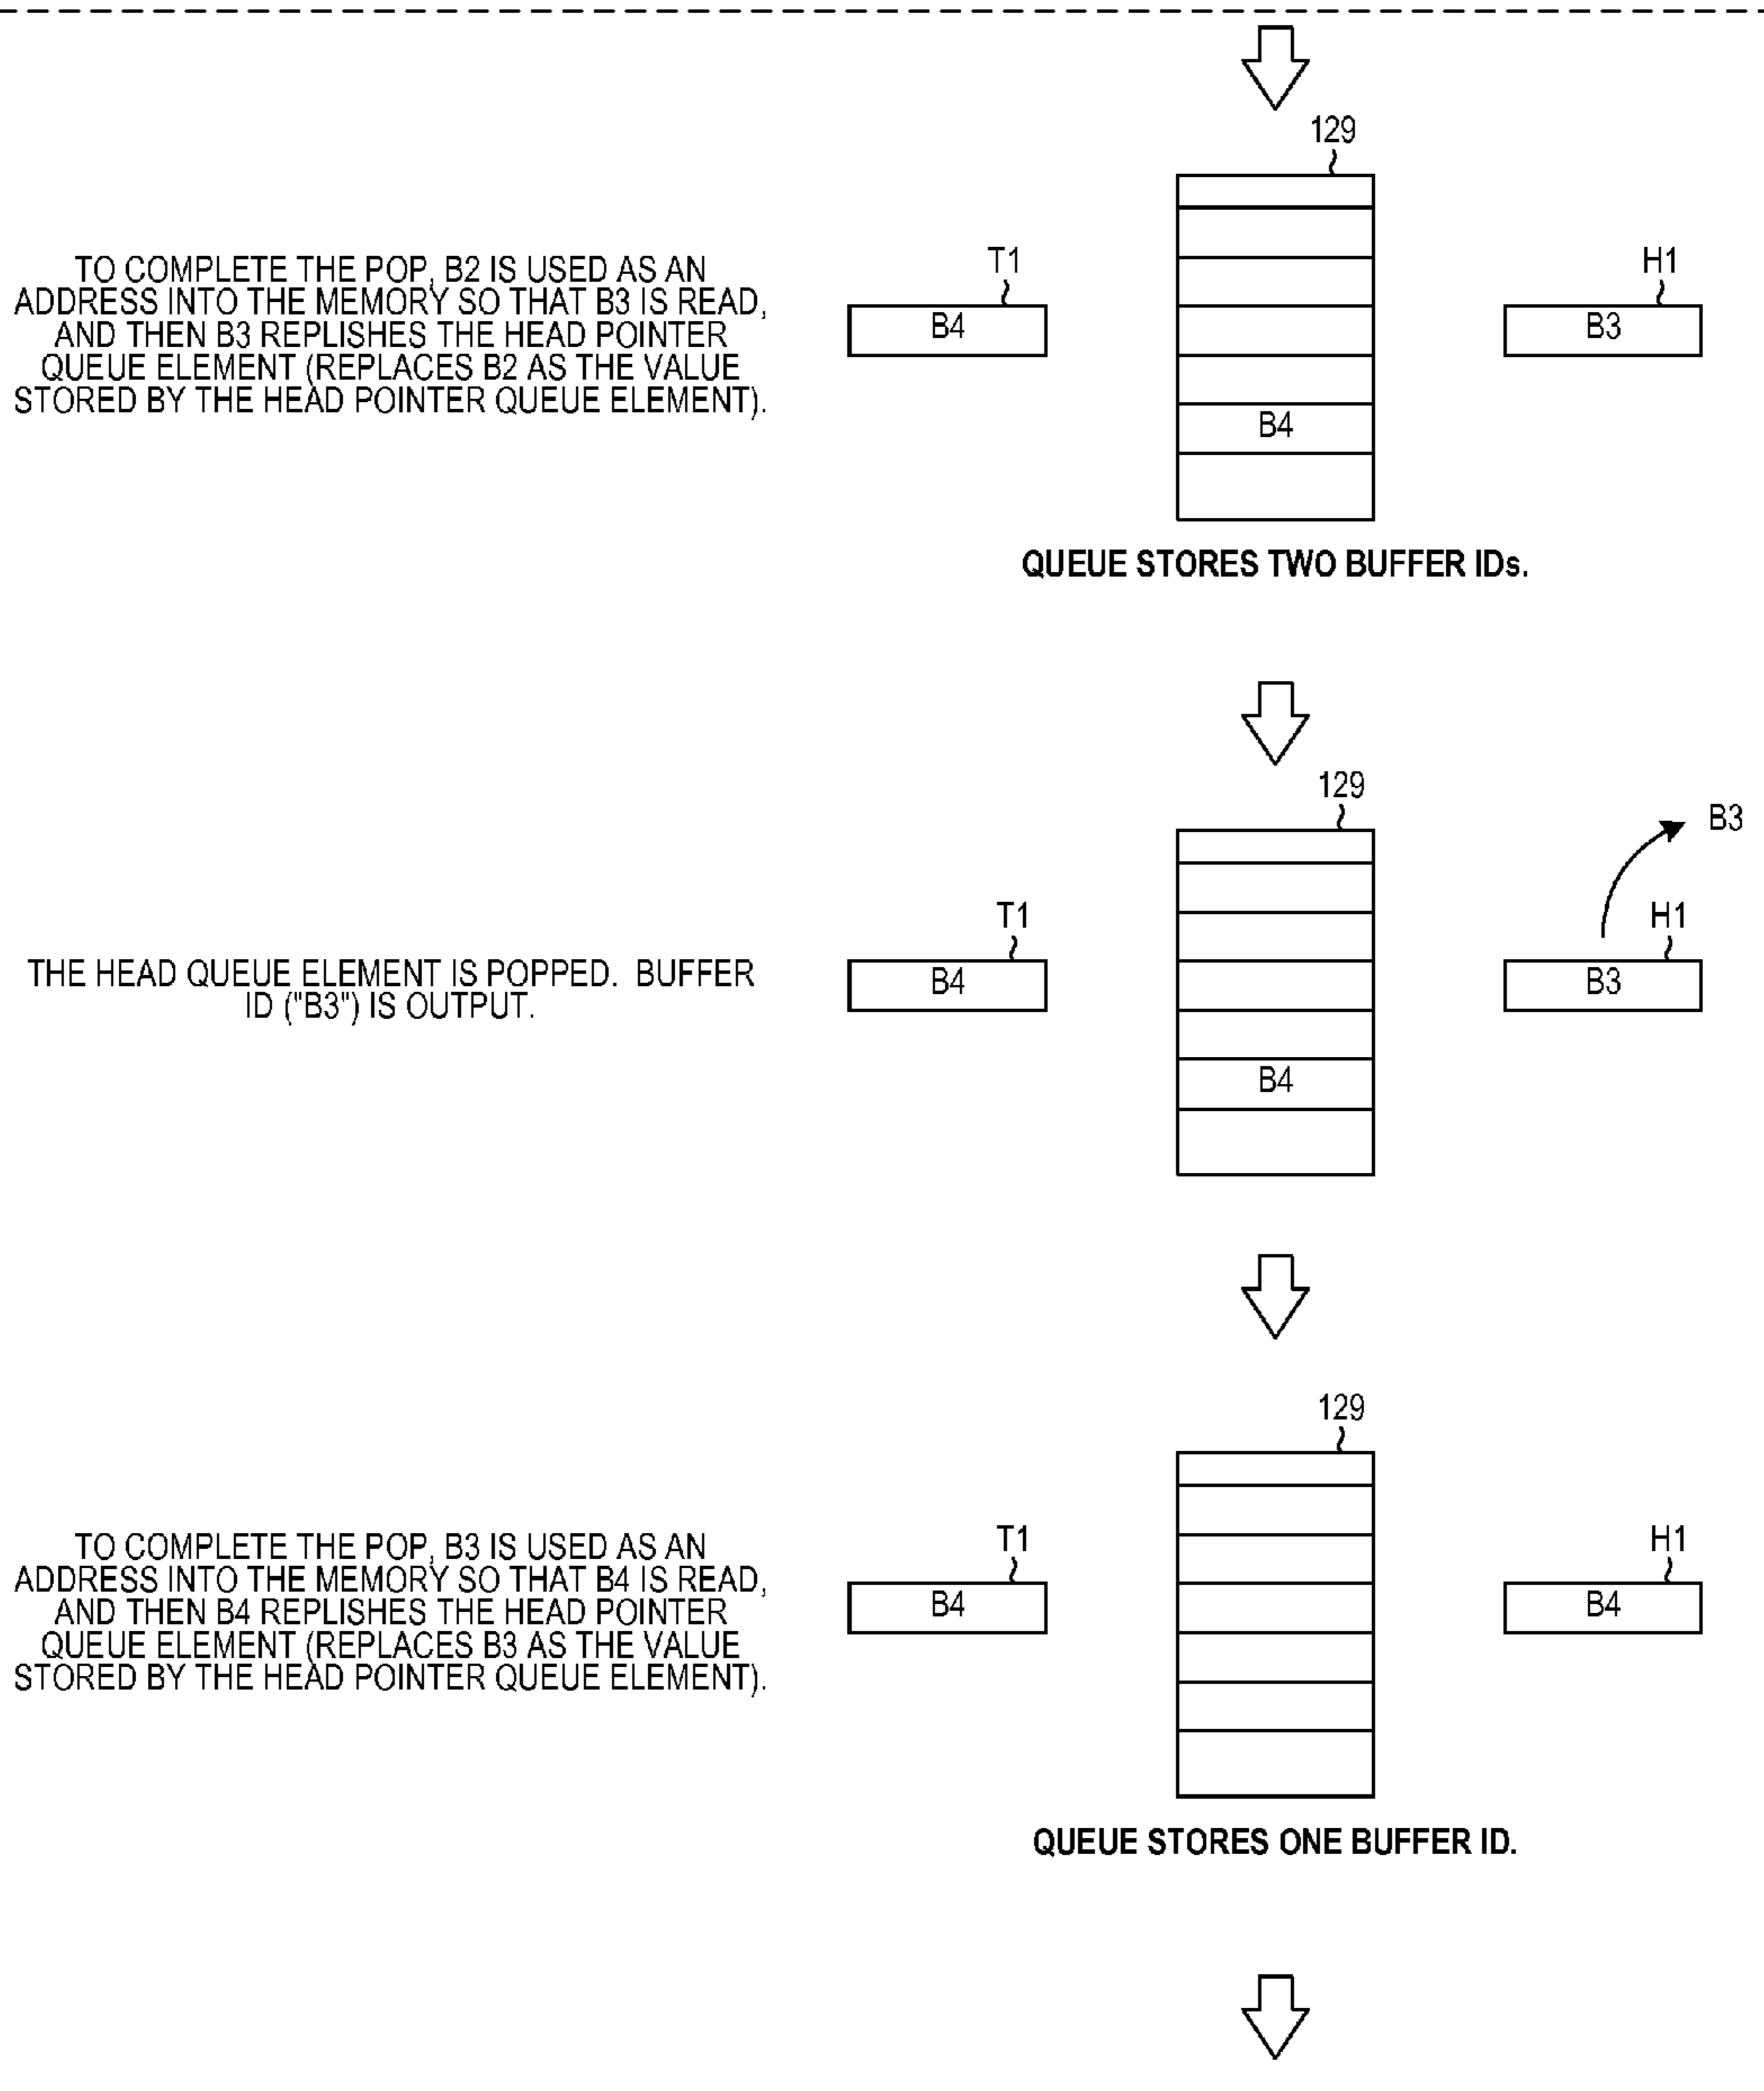 129
TO COMPLETE THE POP, B2 IS USED AS AN
ADDRESS INTO THE MEMORY SO THAT B3 IS READ,
AND THEN B3 REPLISHES THE HEAD POINTER
QUEUE ELEMENT (REPLACES B2 AS THE VALUE
STORED BY THE HEAD POINTER QUEUE ELEMENT).
T1
B4
B4
H1
B3
QUEUE STORES TWO BUFFER IDs.
129
B3
THE HEAD QUEUE ELEMENT IS POPPED. BUFFER
ID ("B3") IS OUTPUT.
T1
B4
B4
H1
B3
129
TO COMPLETE THE POP, B3 IS USED AS AN
ADDRESS INTO THE MEMORY SO THAT B4 IS READ,
AND THEN B4 REPLISHES THE HEAD POINTER
QUEUE ELEMENT (REPLACES B3 AS THE VALUE
STORED BY THE HEAD POINTER QUEUE ELEMENT).
T1
B4
H1
B4
QUEUE STORES ONE BUFFER ID.